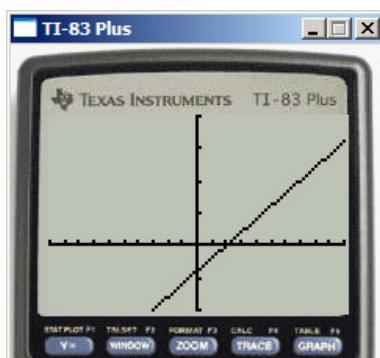 TI-83 Plus
TEXAS INSTRUMENTS TI-83 Plus
STAT PLOT F1 TBLSET F2 FORMAT F3 CALC F4 TABLE F5
Y= WINDOW ZOOM TRACE GRAPH